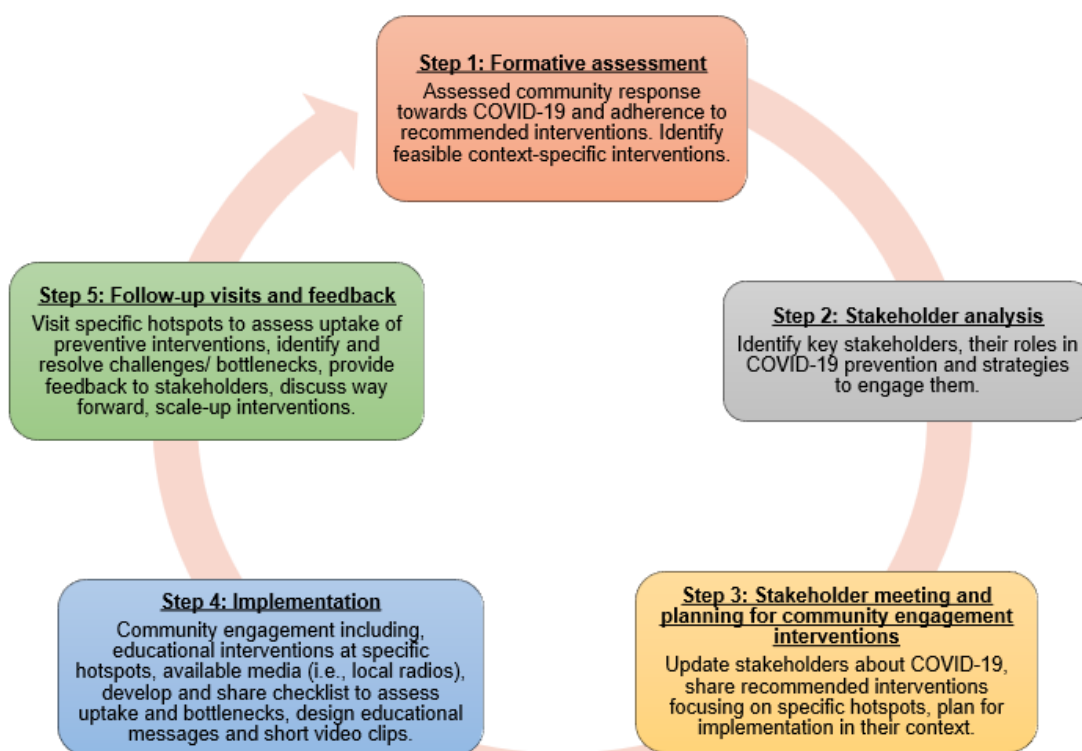 Step 1: Formative assessment
Assessed community response
towards COVID-19 and adherence to
recommended interventions. Identify
feasible context-specific interventions.
Step 2: Stakeholder analysis
Identify key stakeholders, their roles in
COVID-19 prevention and strategies
to engage them.
Step 3: Stakeholder meeting and
planning for community engagement
interventions
Update stakeholders about COVID-19,
share recommended interventions
focusing on specific hotspots, plan for
implementation in their context.
Step 4: Implementation
Community engagement including,
educational interventions at specific
hotspots, available media (i.e., local radios),
develop and share checklist to assess
uptake and bottlenecks, design educational
messages and short video clips.
Step 5: Follow-up visits and feedback
Visit specific hotspots to assess uptake of
preventive interventions, identify and
resolve challenges/ bottlenecks, provide
feedback to stakeholders, discuss way
forward, scale-up interventions.